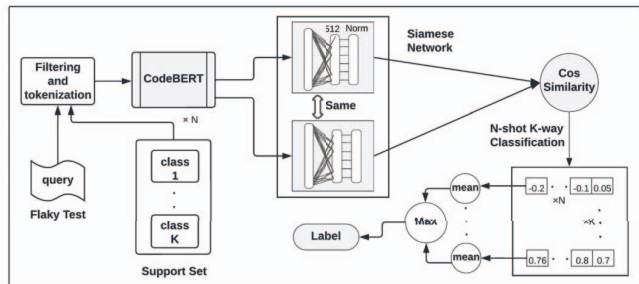 Filtering
and
tokenization
CodeBERT
512 Norm
Same
Siamese
Network
Cos
Similarity
N-shot K-way
Classification
× N
query
Flaky Test
class
1
class
K
Support Set
-0.2 · · -0.1 0.05
×N
×K
0.76 · · 0.8 0.7
mean
mean
Max
Label